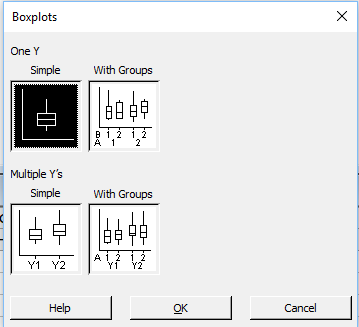 Boxplots
One Y
Simple With Groups
B 1 2 1 2
A 1 2
Multiple Y's
Simple With Groups
Y1 Y2
A 1 2 1 2
Y1 Y2
Help OK Cancel